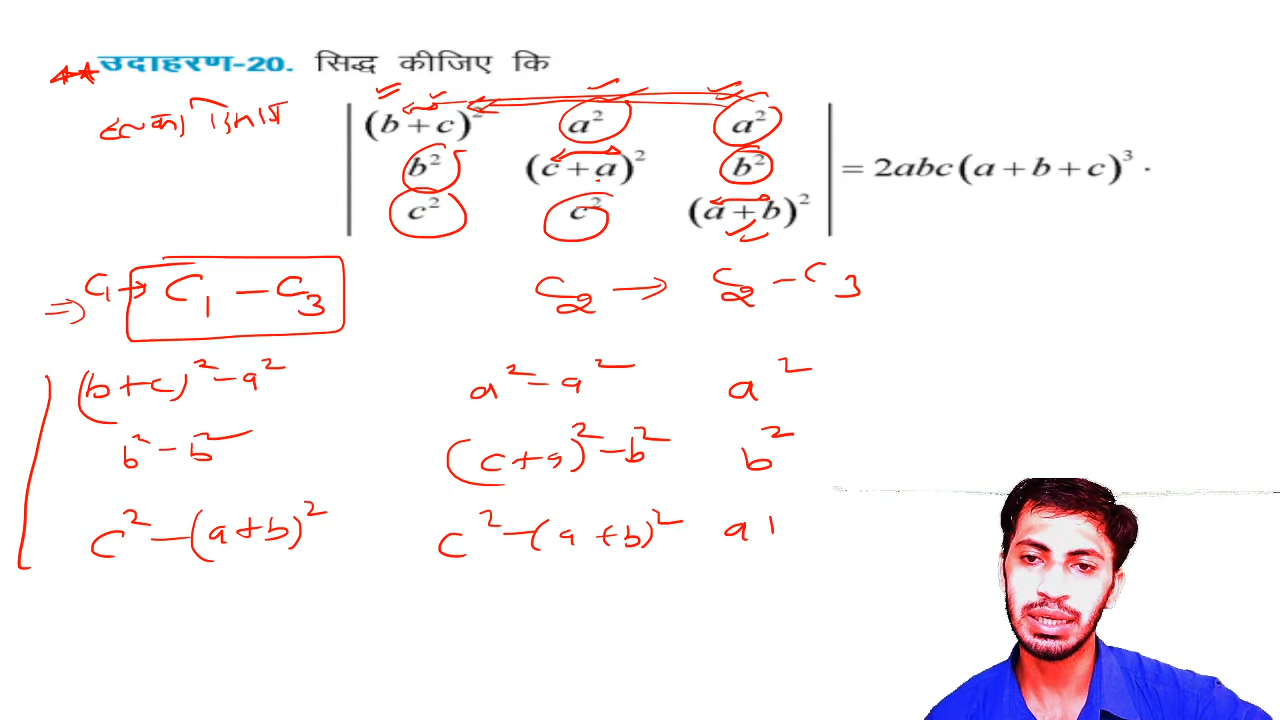 ** उदाहरण-20. सिद्ध कीजिए कि
(b + c)² a² a²
b² (c + a)² b² = 2abc(a + b + c)³ ·
c² c² (a + b)²
⇒ C₁ → C₁ − C₃ C₂ → C₂ − C₃
(b+c)² − a² a² − a² a²
b² − b² (c+a)² − b² b²
c² − (a+b)² c² − (a+b)² a